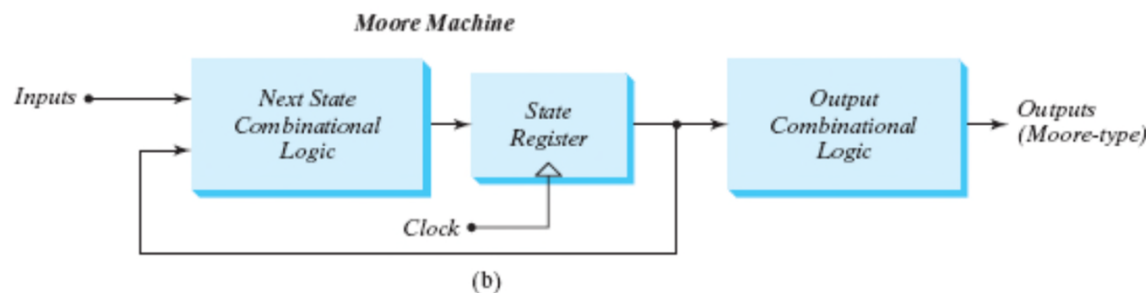 Moore Machine
Inputs
Next State
Combinational
Logic
State
Register
Output
Combinational
Logic
Outputs
(Moore-type)
Clock
(b)